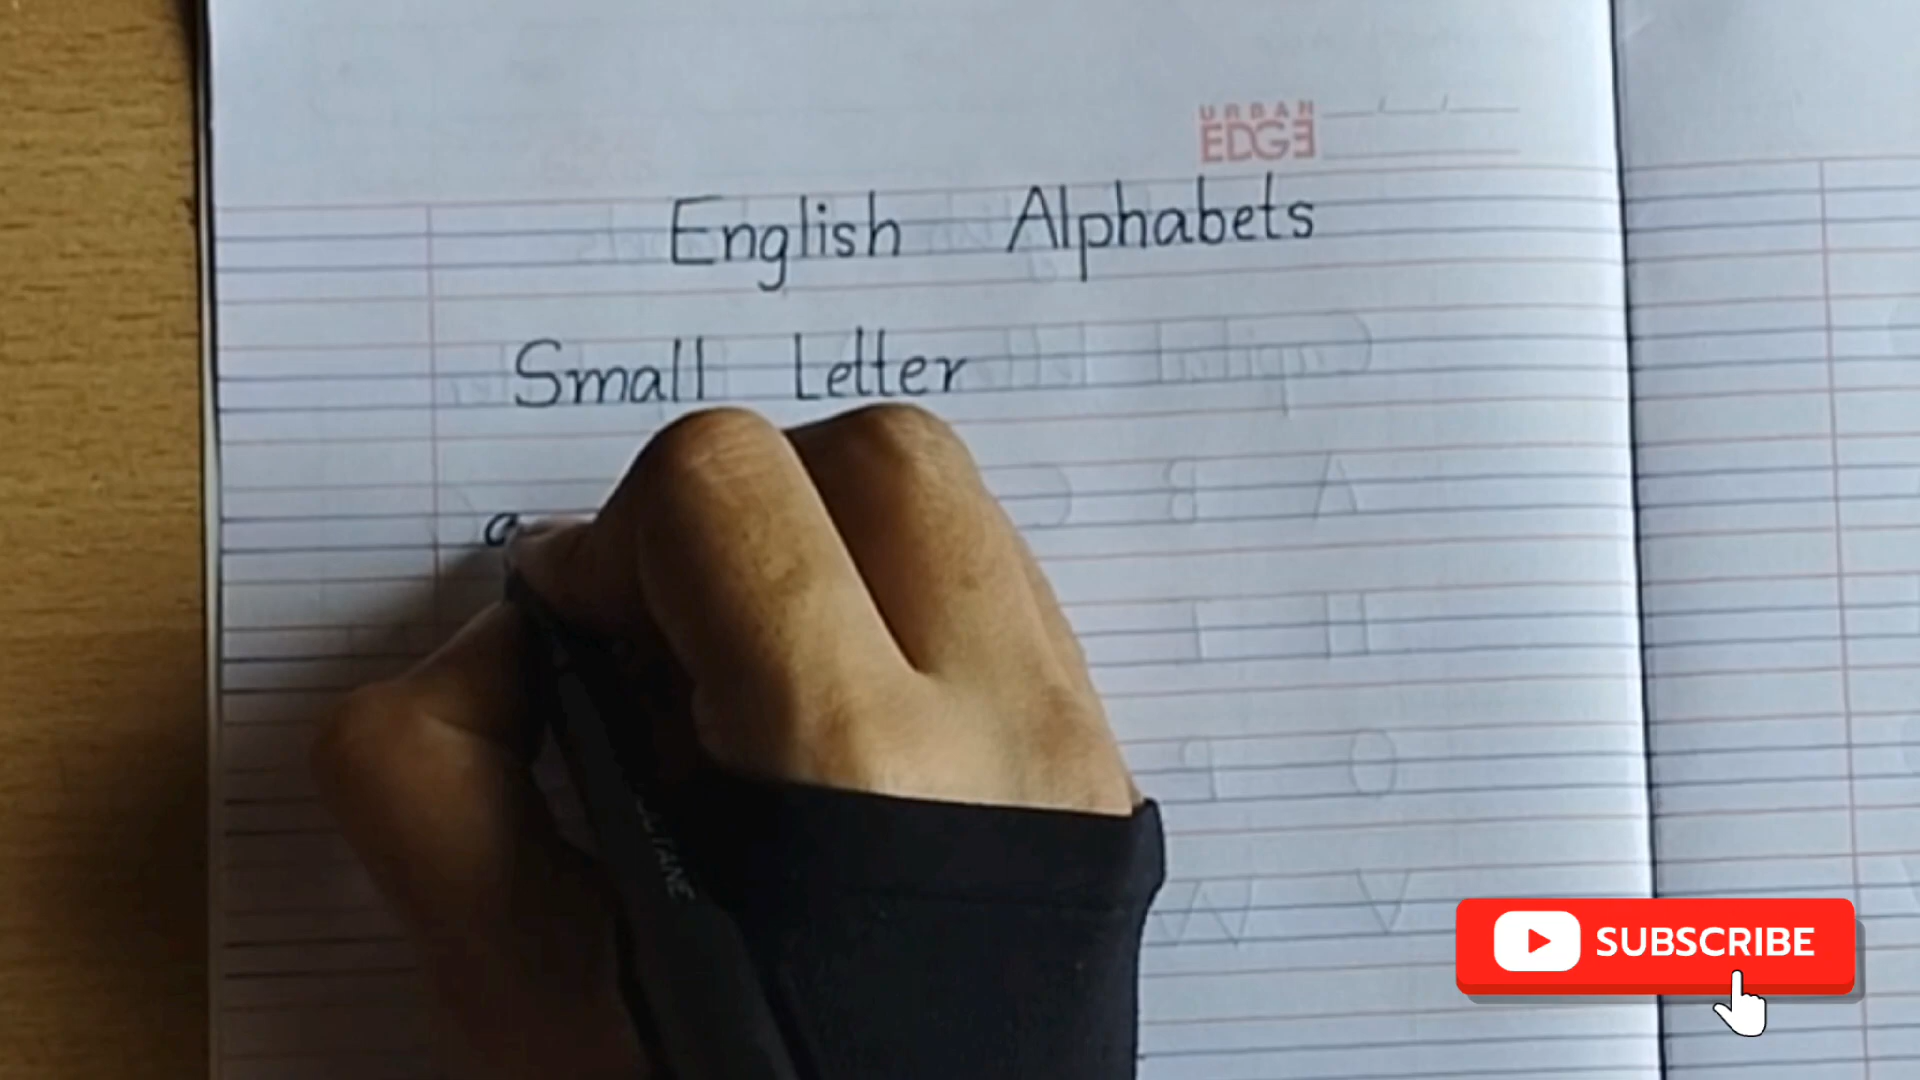 URBAN
EDGE
English Alphabets
Small Letter
a
SUBSCRIBE